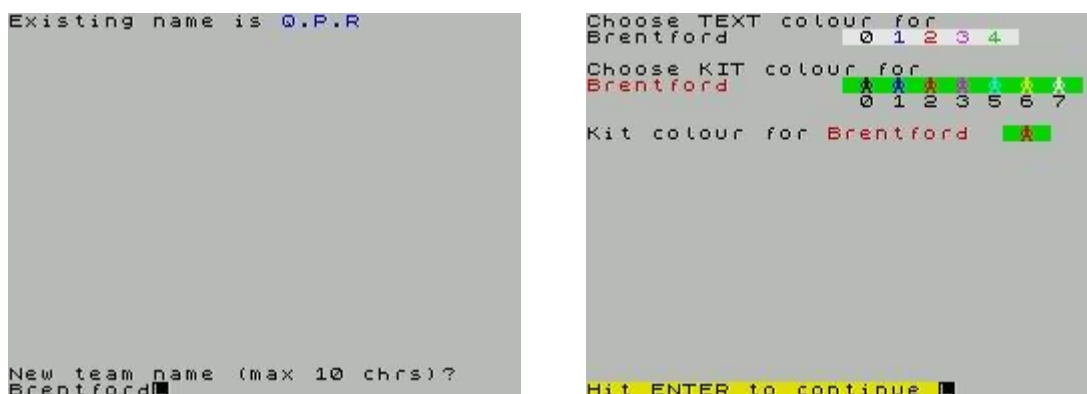 Existing name is Q.P.R
New team name (max 10 chrs)?
BrentfordL
Choose TEXT colour for
Brentford 0 1 2 3 4
Choose KIT colour for
Brentford
0 1 2 3 5 6 7
Kit colour for Brentford
Hit ENTER to continue L